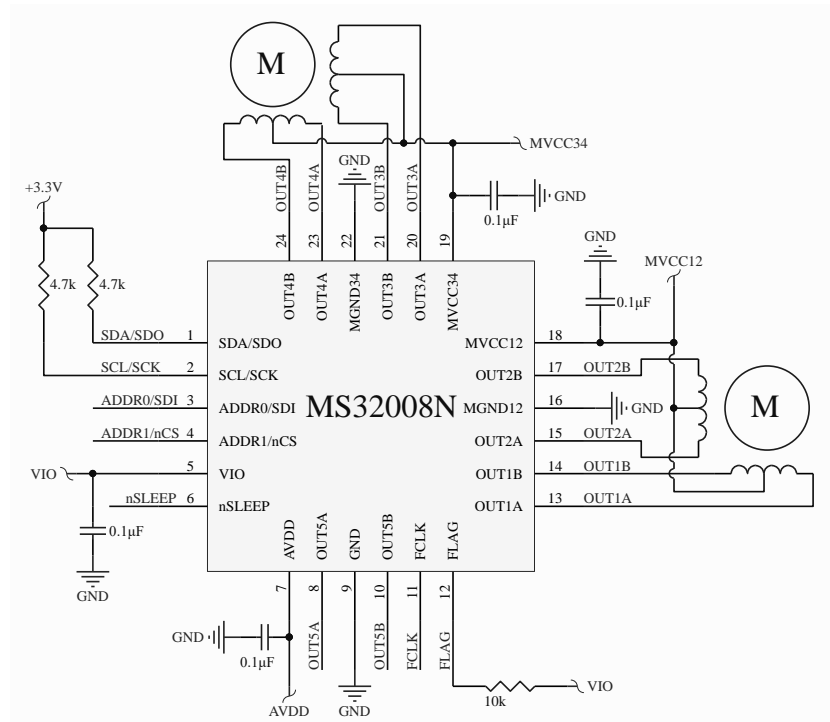 M
MVCC34
GND
OUT4B
OUT4A
OUT3B
OUT3A
GND
0.1μF
+3.3V
4.7k
4.7k
24
23
22
21
20
19
OUT4B
OUT4A
MGND34
OUT3B
OUT3A
MVCC34
GND
MVCC12
0.1μF
SDA/SDO 1 SDA/SDO
SCL/SCK 2 SCL/SCK
ADDR0/SDI 3 ADDR0/SDI
ADDR1/nCS 4 ADDR1/nCS
VIO 5 VIO
nSLEEP 6 nSLEEP
0.1μF
GND
MS32008N
MVCC12 18
OUT2B 17 OUT2B
MGND12 16 GND
OUT2A 15 OUT2A
OUT1B 14 OUT1B
OUT1A 13 OUT1A
M
AVDD
OUT5A
GND
OUT5B
FCLK
FLAG
7
8
9
10
11
12
GND
0.1μF
OUT5A
OUT5B
FCLK
FLAG
AVDD
GND
10k
VIO